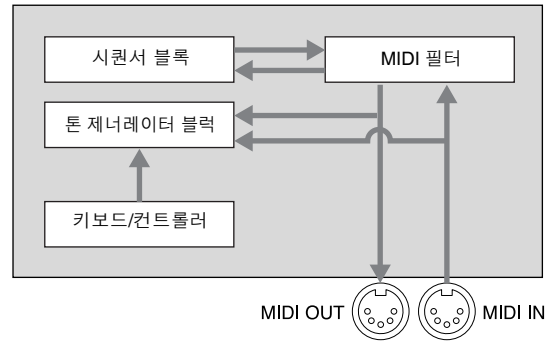 시퀀서 블록
MIDI 필터
톤 제너레이터 블럭
키보드/컨트롤러
MIDI OUT
MIDI IN